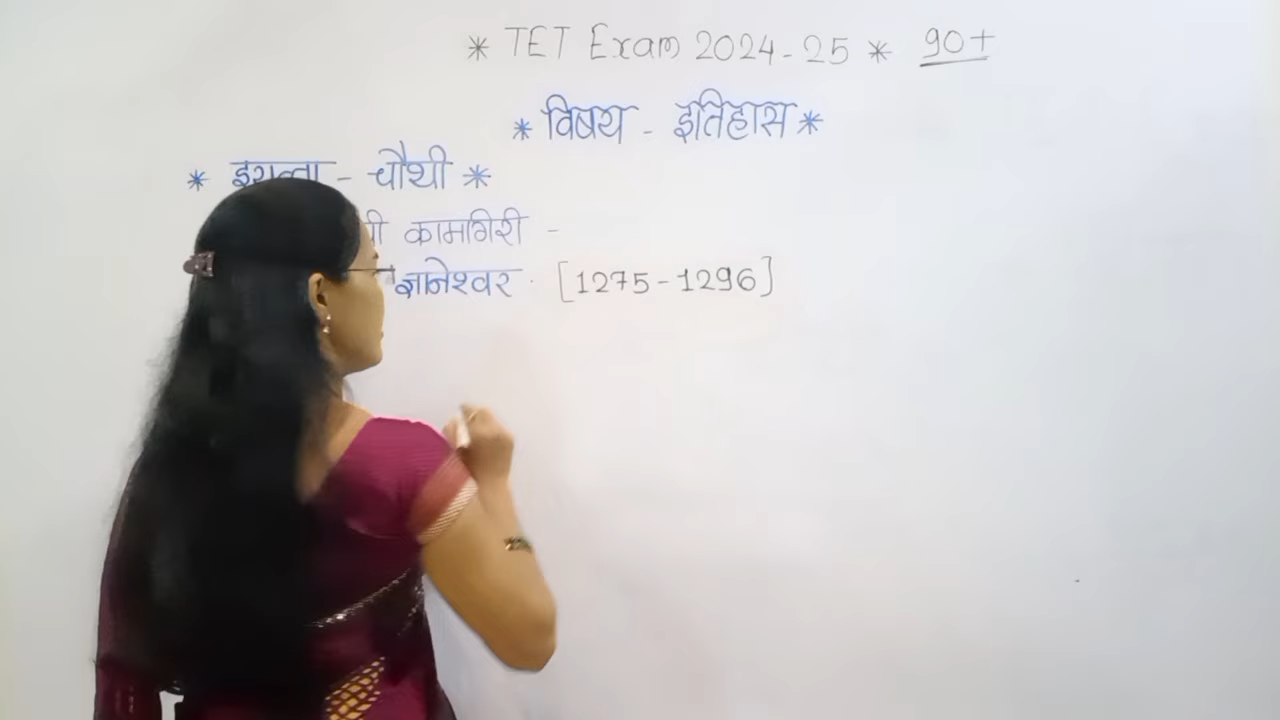 * TET Exam 2024-25 * 90+
* विषय - इतिहास *
* इयत्ता - चौथी *
कामगिरी -
ज्ञानेश्वर. [1275-1296]